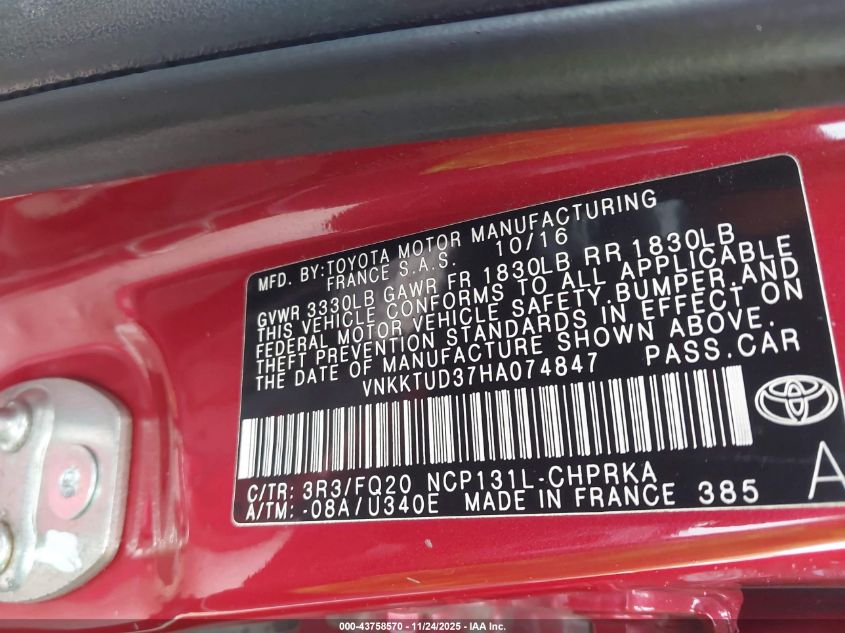 MFD. BY:TOYOTA MOTOR MANUFACTURING
FRANCE S.A.S. 10/16
GVWR 3330LB GAWR FR 1830LB RR 1830LB
THIS VEHICLE CONFORMS TO ALL APPLICABLE
FEDERAL MOTOR VEHICLE SAFETY,BUMPER,AND
THEFT PREVENTION STANDARDS IN EFFECT ON
THE DATE OF MANUFACTURE SHOWN ABOVE.
VNKKTUD37HA074847 PASS.CAR
C/TR: 3R3/FQ20 NCP131L-CHPRKA
A/TM: -08A/U340E MADE IN FRANCE 385
A
000-43758570 - 11/24/2025 - IAA Inc.